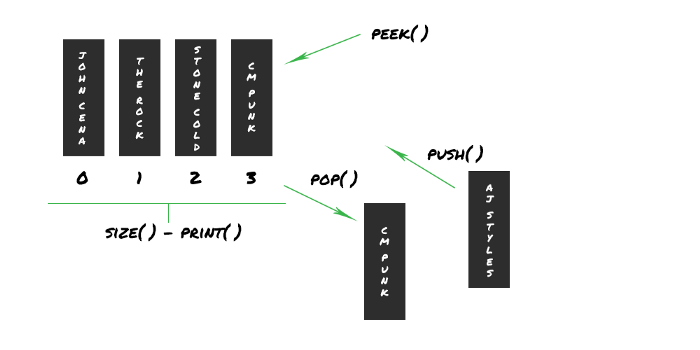 PEEK()
JOHN CENA
THE ROCK
STONE COLD
CM PUNK
0 1 2 3
PUSH()
POP()
AJ STYLES
SIZE() - PRINT()
CM PUNK